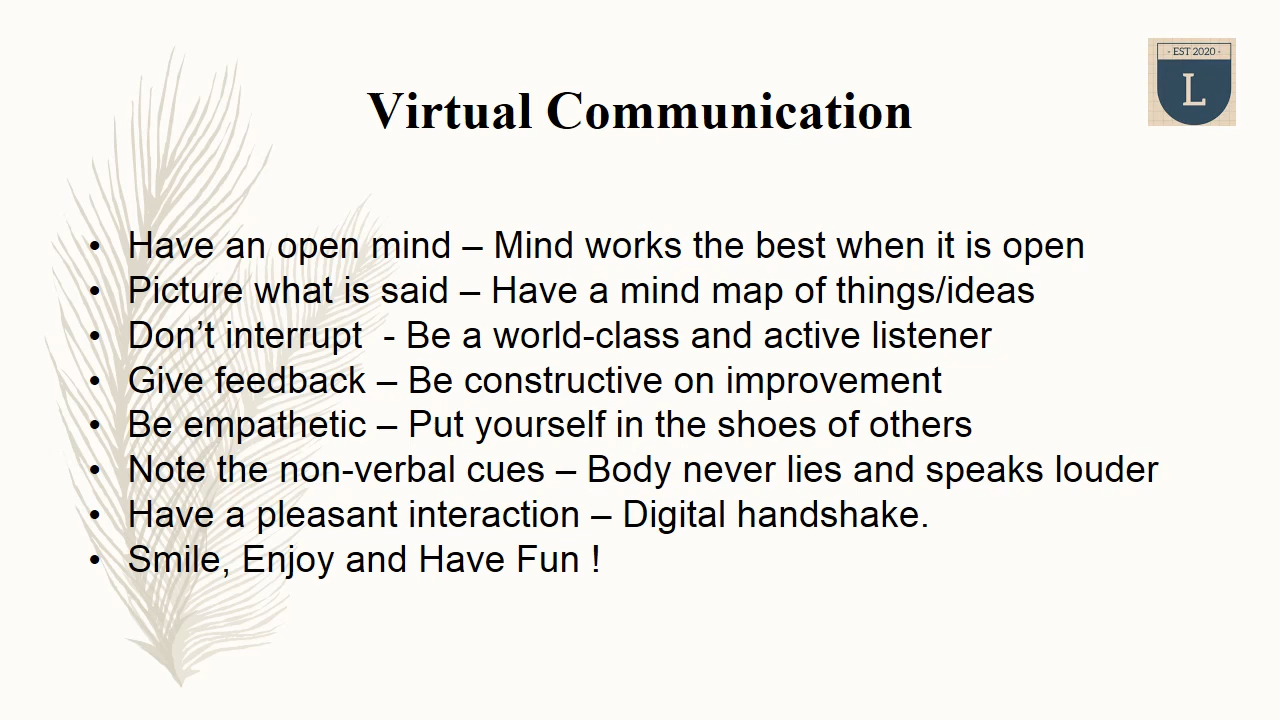 - EST 2020 -
L
Virtual Communication
• Have an open mind – Mind works the best when it is open
• Picture what is said – Have a mind map of things/ideas
• Don’t interrupt  - Be a world-class and active listener
• Give feedback – Be constructive on improvement
• Be empathetic – Put yourself in the shoes of others
• Note the non-verbal cues – Body never lies and speaks louder
• Have a pleasant interaction – Digital handshake.
• Smile, Enjoy and Have Fun !